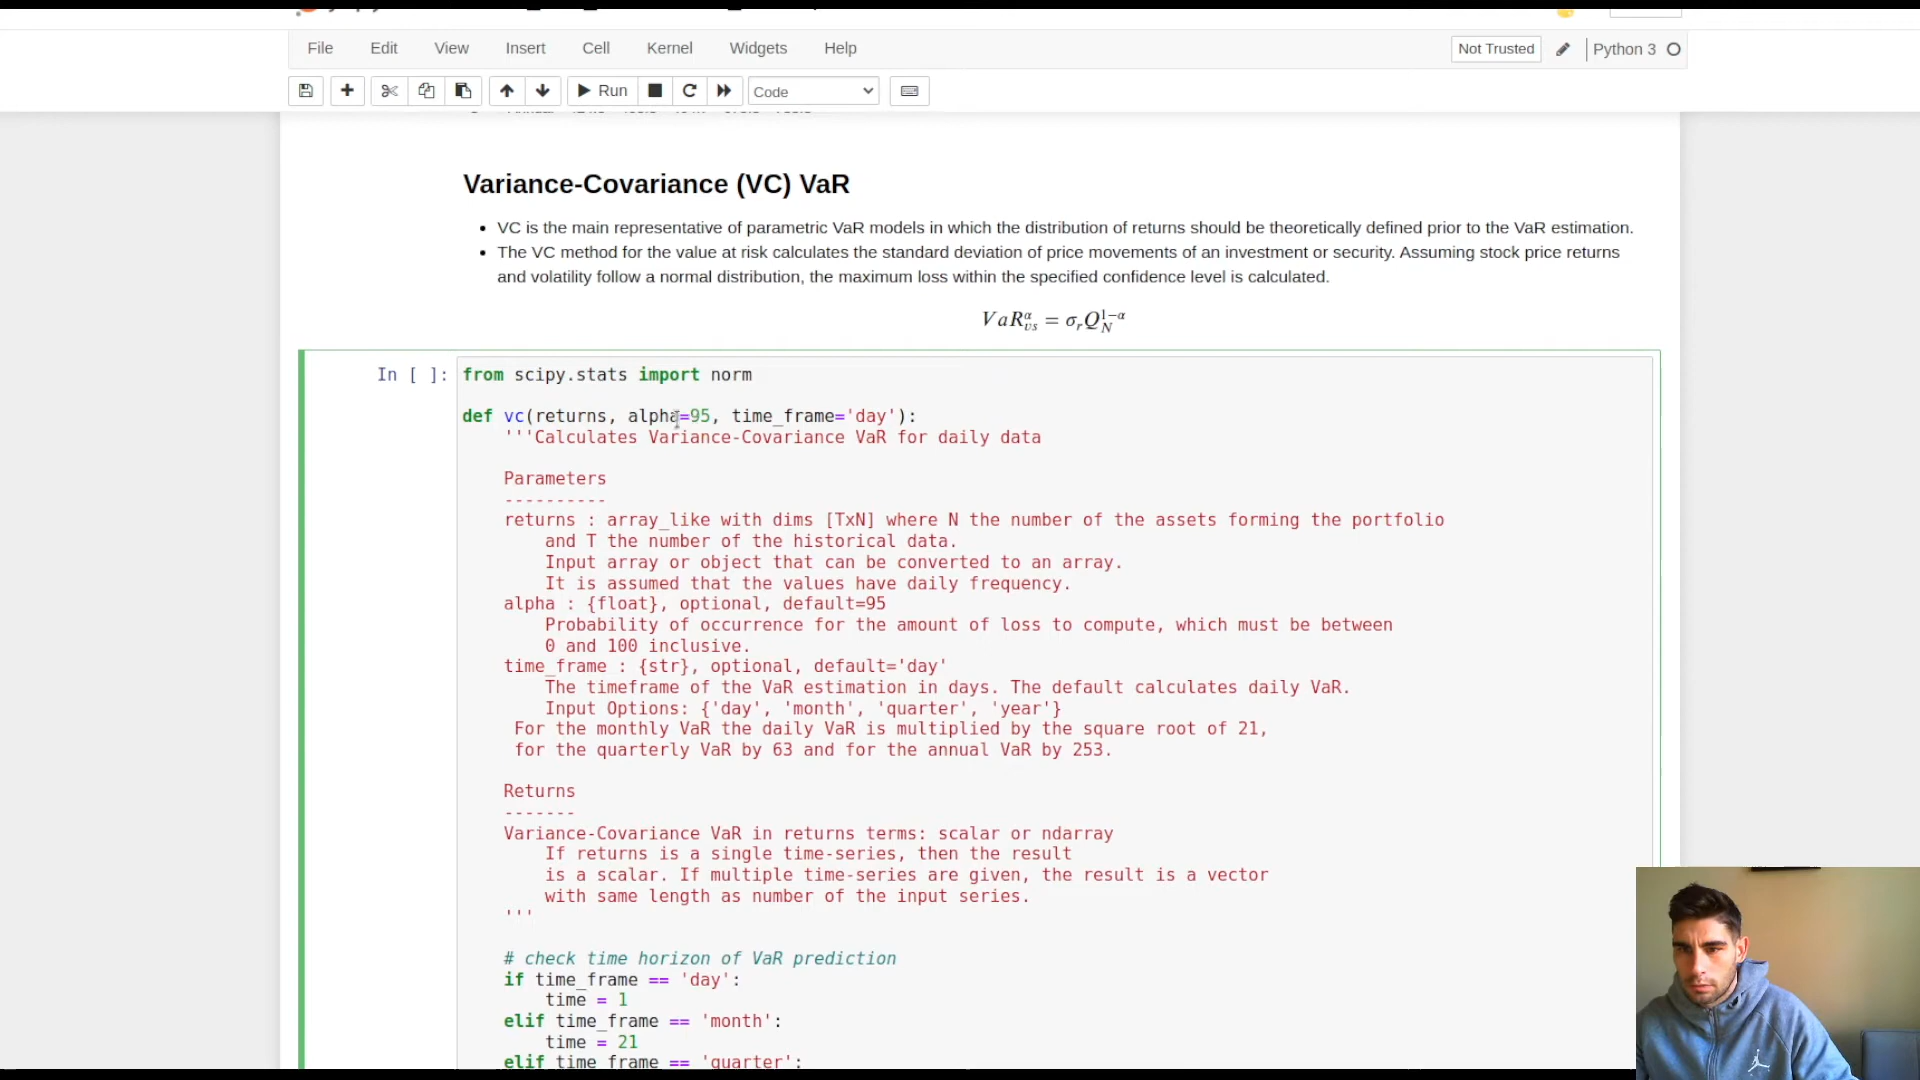 File Edit View Insert Cell Kernel Widgets Help
Not Trusted Python 3
Run Code
Variance-Covariance (VC) VaR
• VC is the main representative of parametric VaR models in which the distribution of returns should be theoretically defined prior to the VaR estimation.
• The VC method for the value at risk calculates the standard deviation of price movements of an investment or security. Assuming stock price returns
and volatility follow a normal distribution, the maximum loss within the specified confidence level is calculated.
VaR^α_vs = σ_r Q_N^1−α
In [ ]: from scipy.stats import norm
def vc(returns, alpha=95, time_frame='day'):
'''Calculates Variance-Covariance VaR for daily data
Parameters
----------
returns : array_like with dims [TxN] where N the number of the assets forming the portfolio
and T the number of the historical data.
Input array or object that can be converted to an array.
It is assumed that the values have daily frequency.
alpha : {float}, optional, default=95
Probability of occurrence for the amount of loss to compute, which must be between
0 and 100 inclusive.
time_frame : {str}, optional, default='day'
The timeframe of the VaR estimation in days. The default calculates daily VaR.
Input Options: {'day', 'month', 'quarter', 'year'}
For the monthly VaR the daily VaR is multiplied by the square root of 21,
for the quarterly VaR by 63 and for the annual VaR by 253.
Returns
-------
Variance-Covariance VaR in returns terms: scalar or ndarray
If returns is a single time-series, then the result
is a scalar. If multiple time-series are given, the result is a vector
with same length as number of the input series.
'''
# check time horizon of VaR prediction
if time_frame == 'day':
time = 1
elif time_frame == 'month':
time = 21
elif time_frame == 'quarter':